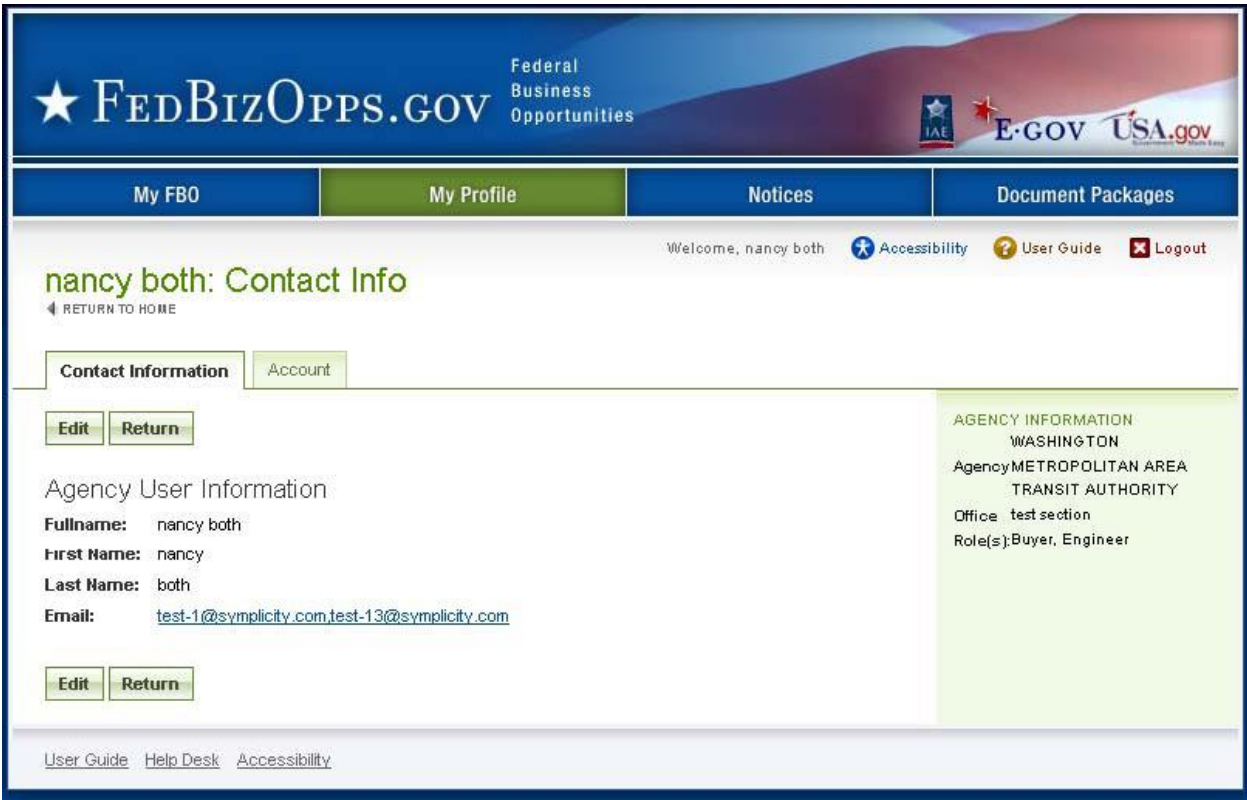 ★ FEDBIZOPPS.GOV
Federal
Business
Opportunities
IAE
E·GOV
USA.gov
My FBO
My Profile
Notices
Document Packages
Welcome, nancy both
Accessibility
User Guide
Logout
nancy both: Contact Info
RETURN TO HOME
Contact Information
Account
Edit
Return
Agency User Information
Fullname: nancy both
First Name: nancy
Last Name: both
Email: test-1@symplicity.com,test-13@symplicity.com
Edit
Return
AGENCY INFORMATION
WASHINGTON
Agency METROPOLITAN AREA
TRANSIT AUTHORITY
Office test section
Role(s): Buyer, Engineer
User Guide
Help Desk
Accessibility